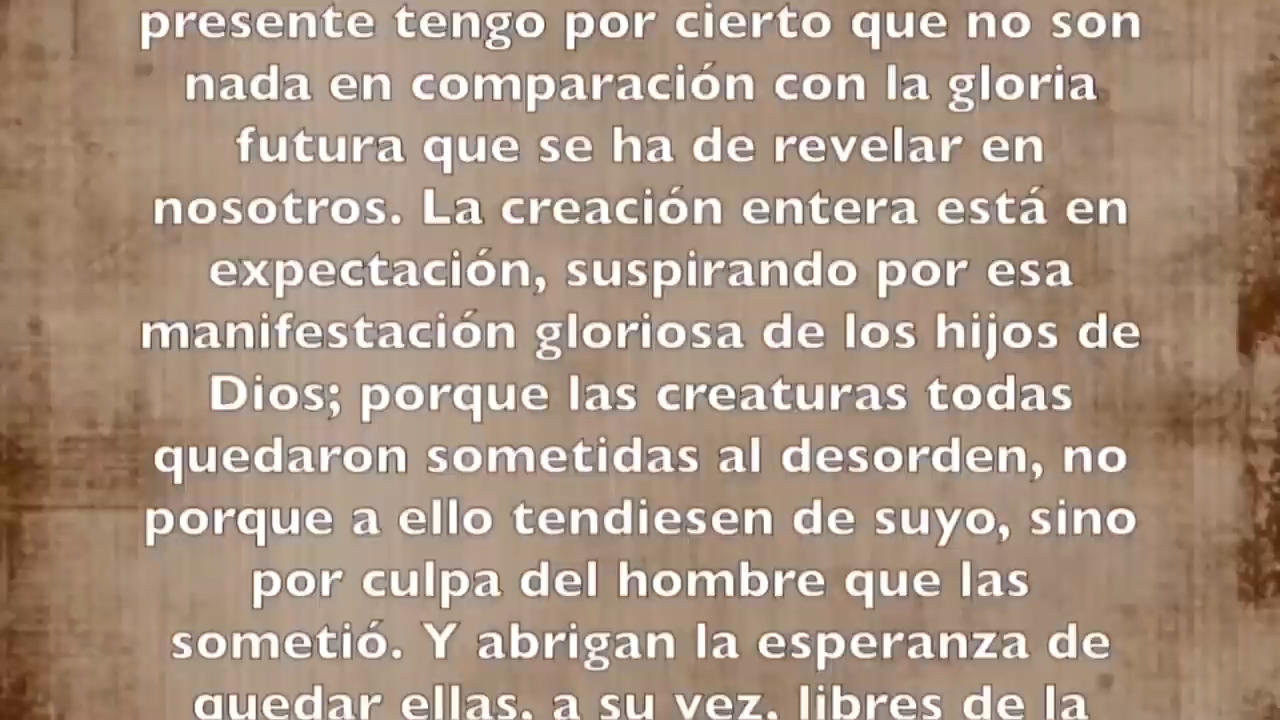 presente tengo por cierto que no son
nada en comparación con la gloria
futura que se ha de revelar en
nosotros. La creación entera está en
expectación, suspirando por esa
manifestación gloriosa de los hijos de
Dios; porque las creaturas todas
quedaron sometidas al desorden, no
porque a ello tendiesen de suyo, sino
por culpa del hombre que las
sometió. Y abrigan la esperanza de
quedar ellas, a su vez, libres de la